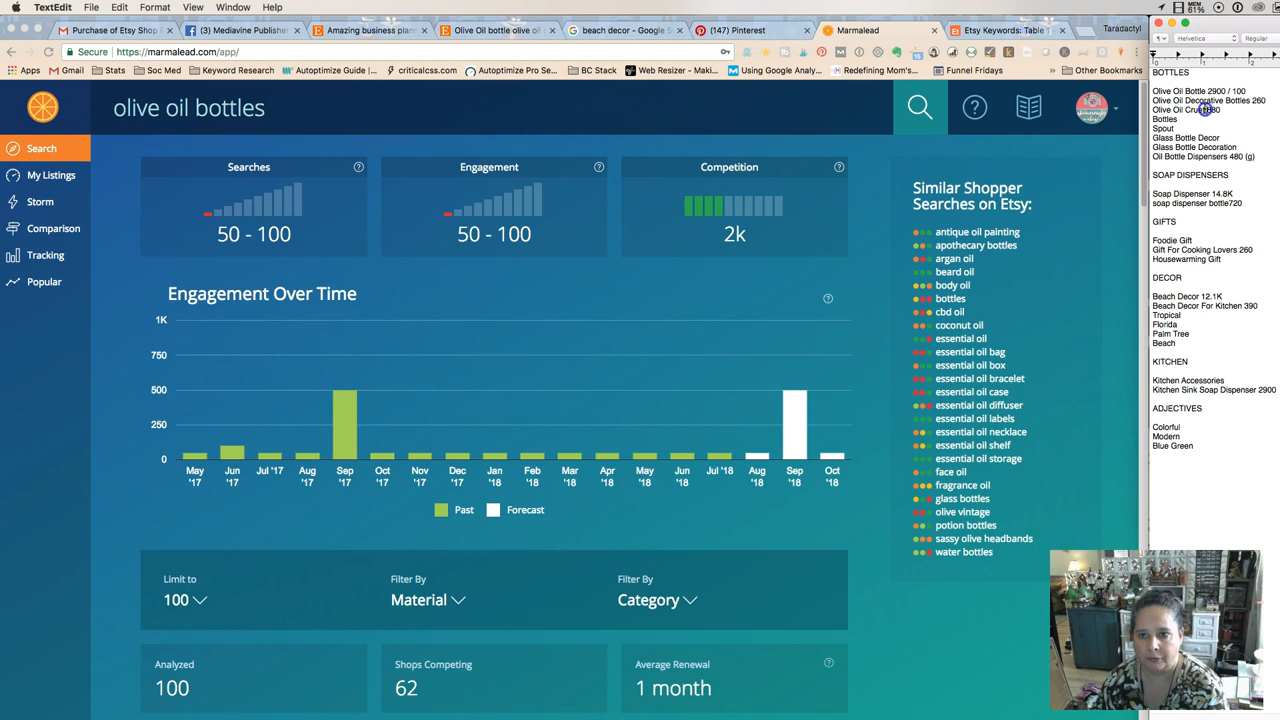 TextEdit File Edit Format View Window Help
MEM 61%
Purchase of Etsy Shop
(3) Mediavine Publisher
Amazing business plan
Olive Oil bottle olive oil
beach decor - Google S
(147) Pinterest
Marmalead
Etsy Keywords: Table T
Taradactyl
Secure https://marmalead.com/app/
Apps Gmail Stats Soc Med Keyword Research Autoptimize Guide |... criticalcss.com Autoptimize Pro Se... BC Stack Web Resizer - Maki... Using Google Analy... Redefining Mom's... Funnel Fridays Other Bookmarks
olive oil bottles
Search
My Listings
Storm
Comparison
Tracking
Popular
Searches
50 - 100
Engagement
50 - 100
Competition
2k
Engagement Over Time
1K
750
500
250
0
May '17
Jun '17
Jul '17
Aug '17
Sep '17
Oct '17
Nov '17
Dec '17
Jan '18
Feb '18
Mar '18
Apr '18
May '18
Jun '18
Jul '18
Aug '18
Sep '18
Oct '18
Past
Forecast
Limit to
100
Filter By
Material
Filter By
Category
Analyzed
100
Shops Competing
62
Average Renewal
1 month
Similar Shopper
Searches on Etsy:
antique oil painting
apothecary bottles
argan oil
beard oil
body oil
bottles
cbd oil
coconut oil
essential oil
essential oil bag
essential oil box
essential oil bracelet
essential oil case
essential oil diffuser
essential oil labels
essential oil necklace
essential oil shelf
essential oil storage
face oil
fragrance oil
glass bottles
olive vintage
potion bottles
sassy olive headbands
water bottles
Helvetica
Regular
0 1 2
BOTTLES
Olive Oil Bottle 2900 / 100
Olive Oil Decorative Bottles 260
Olive Oil
Bottles
Spout
Glass Bottle Decor
Glass Bottle Decoration
Oil Bottle Dispensers 480 (g)
SOAP DISPENSERS
Soap Dispenser 14.8K
soap dispenser bottle720
GIFTS
Foodie Gift
Gift For Cooking Lovers 260
Housewarming Gift
DECOR
Beach Decor 12.1K
Beach Decor For Kitchen 390
Tropical
Florida
Palm Tree
Beach
KITCHEN
Kitchen Accessories
Kitchen Sink Soap Dispenser 2900
ADJECTIVES
Colorful
Modern
Blue Green